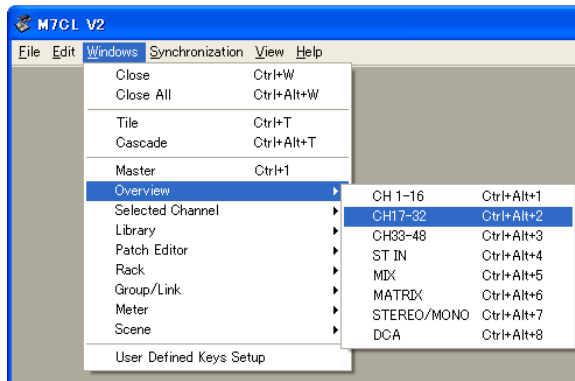 M7CL V2
File Edit Windows Synchronization View Help
Close Ctrl+W
Close All Ctrl+Alt+W
Tile Ctrl+T
Cascade Ctrl+Alt+T
Master Ctrl+1
Overview
Selected Channel
Library
Patch Editor
Rack
Group/Link
Meter
Scene
User Defined Keys Setup
CH 1-16 Ctrl+Alt+1
CH17-32 Ctrl+Alt+2
CH33-48 Ctrl+Alt+3
ST IN Ctrl+Alt+4
MIX Ctrl+Alt+5
MATRIX Ctrl+Alt+6
STEREO/MONO Ctrl+Alt+7
DCA Ctrl+Alt+8